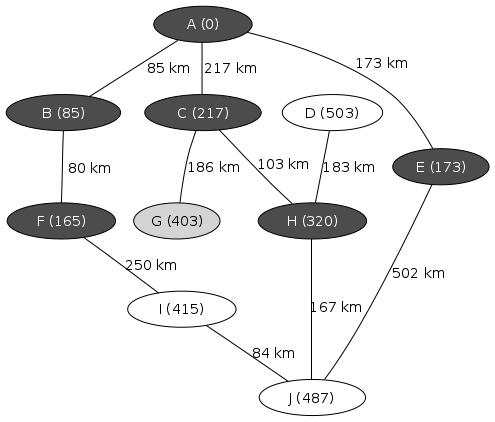 A (0)
85 km
217 km
173 km
B (85)
C (217)
D (503)
E (173)
80 km
186 km
103 km
183 km
F (165)
G (403)
H (320)
250 km
502 km
I (415)
167 km
84 km
J (487)